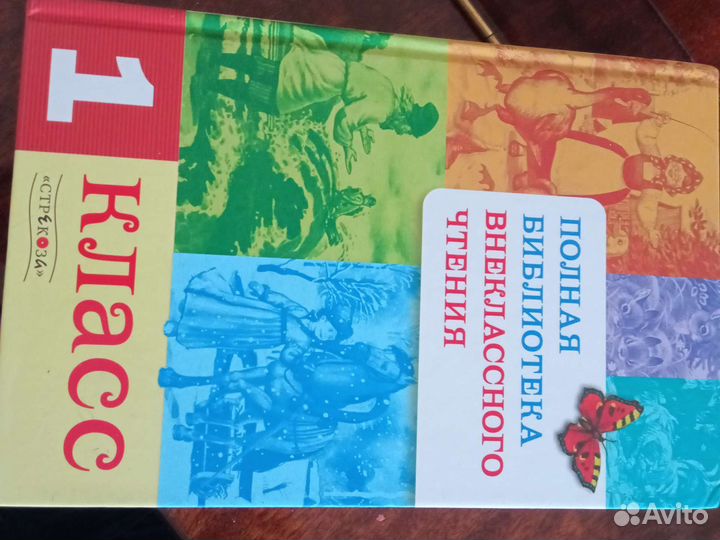 ПОЛНАЯ
БИБЛИОТЕКА
ВНЕКЛАССНОГО
ЧТЕНИЯ
1 класс
«СТРЕКОЗА»
Avito